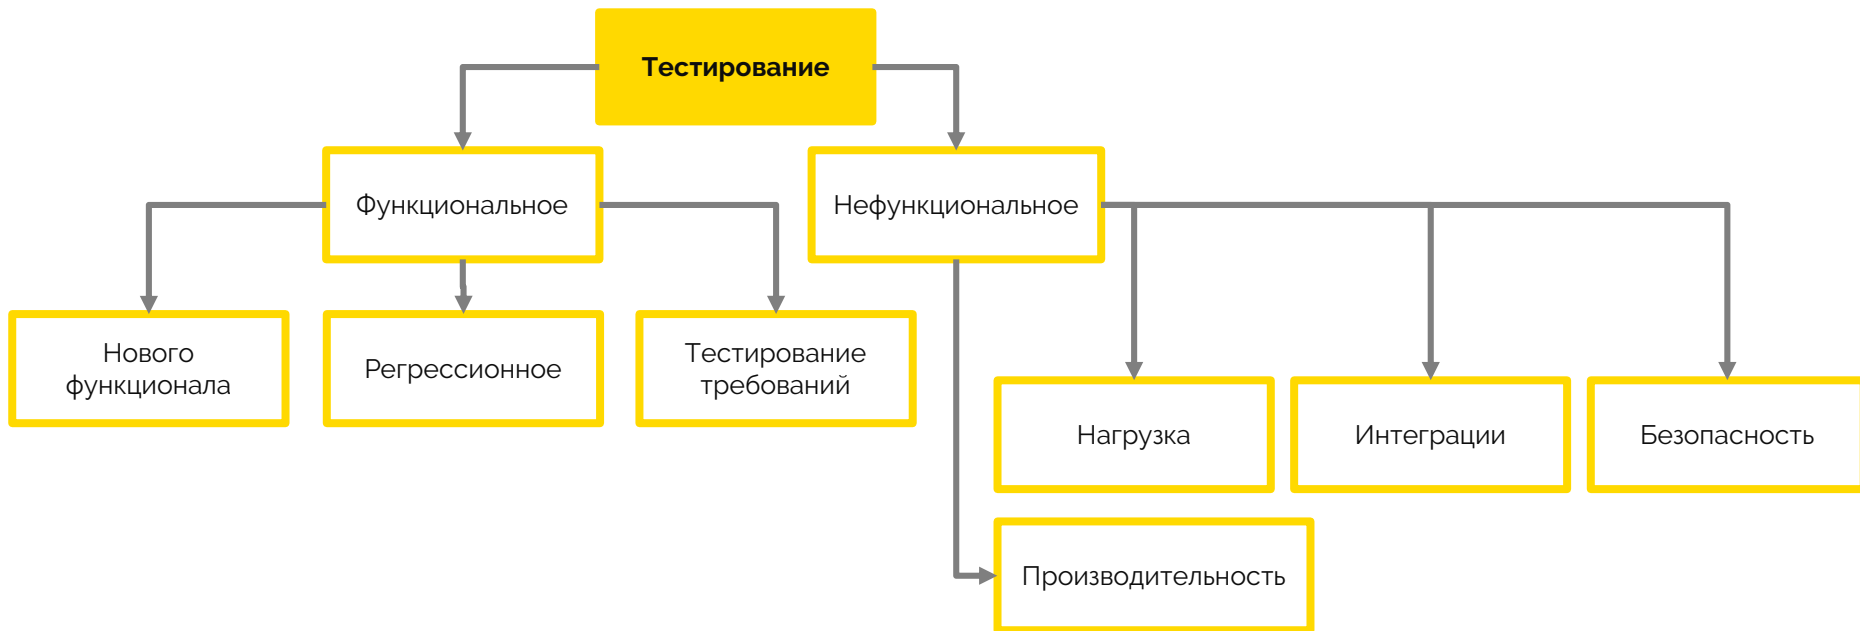 Тестирование
Функциональное
Нефункциональное
Нового
функционала
Регрессионное
Тестирование
требований
Нагрузка
Интеграции
Безопасность
Производительность